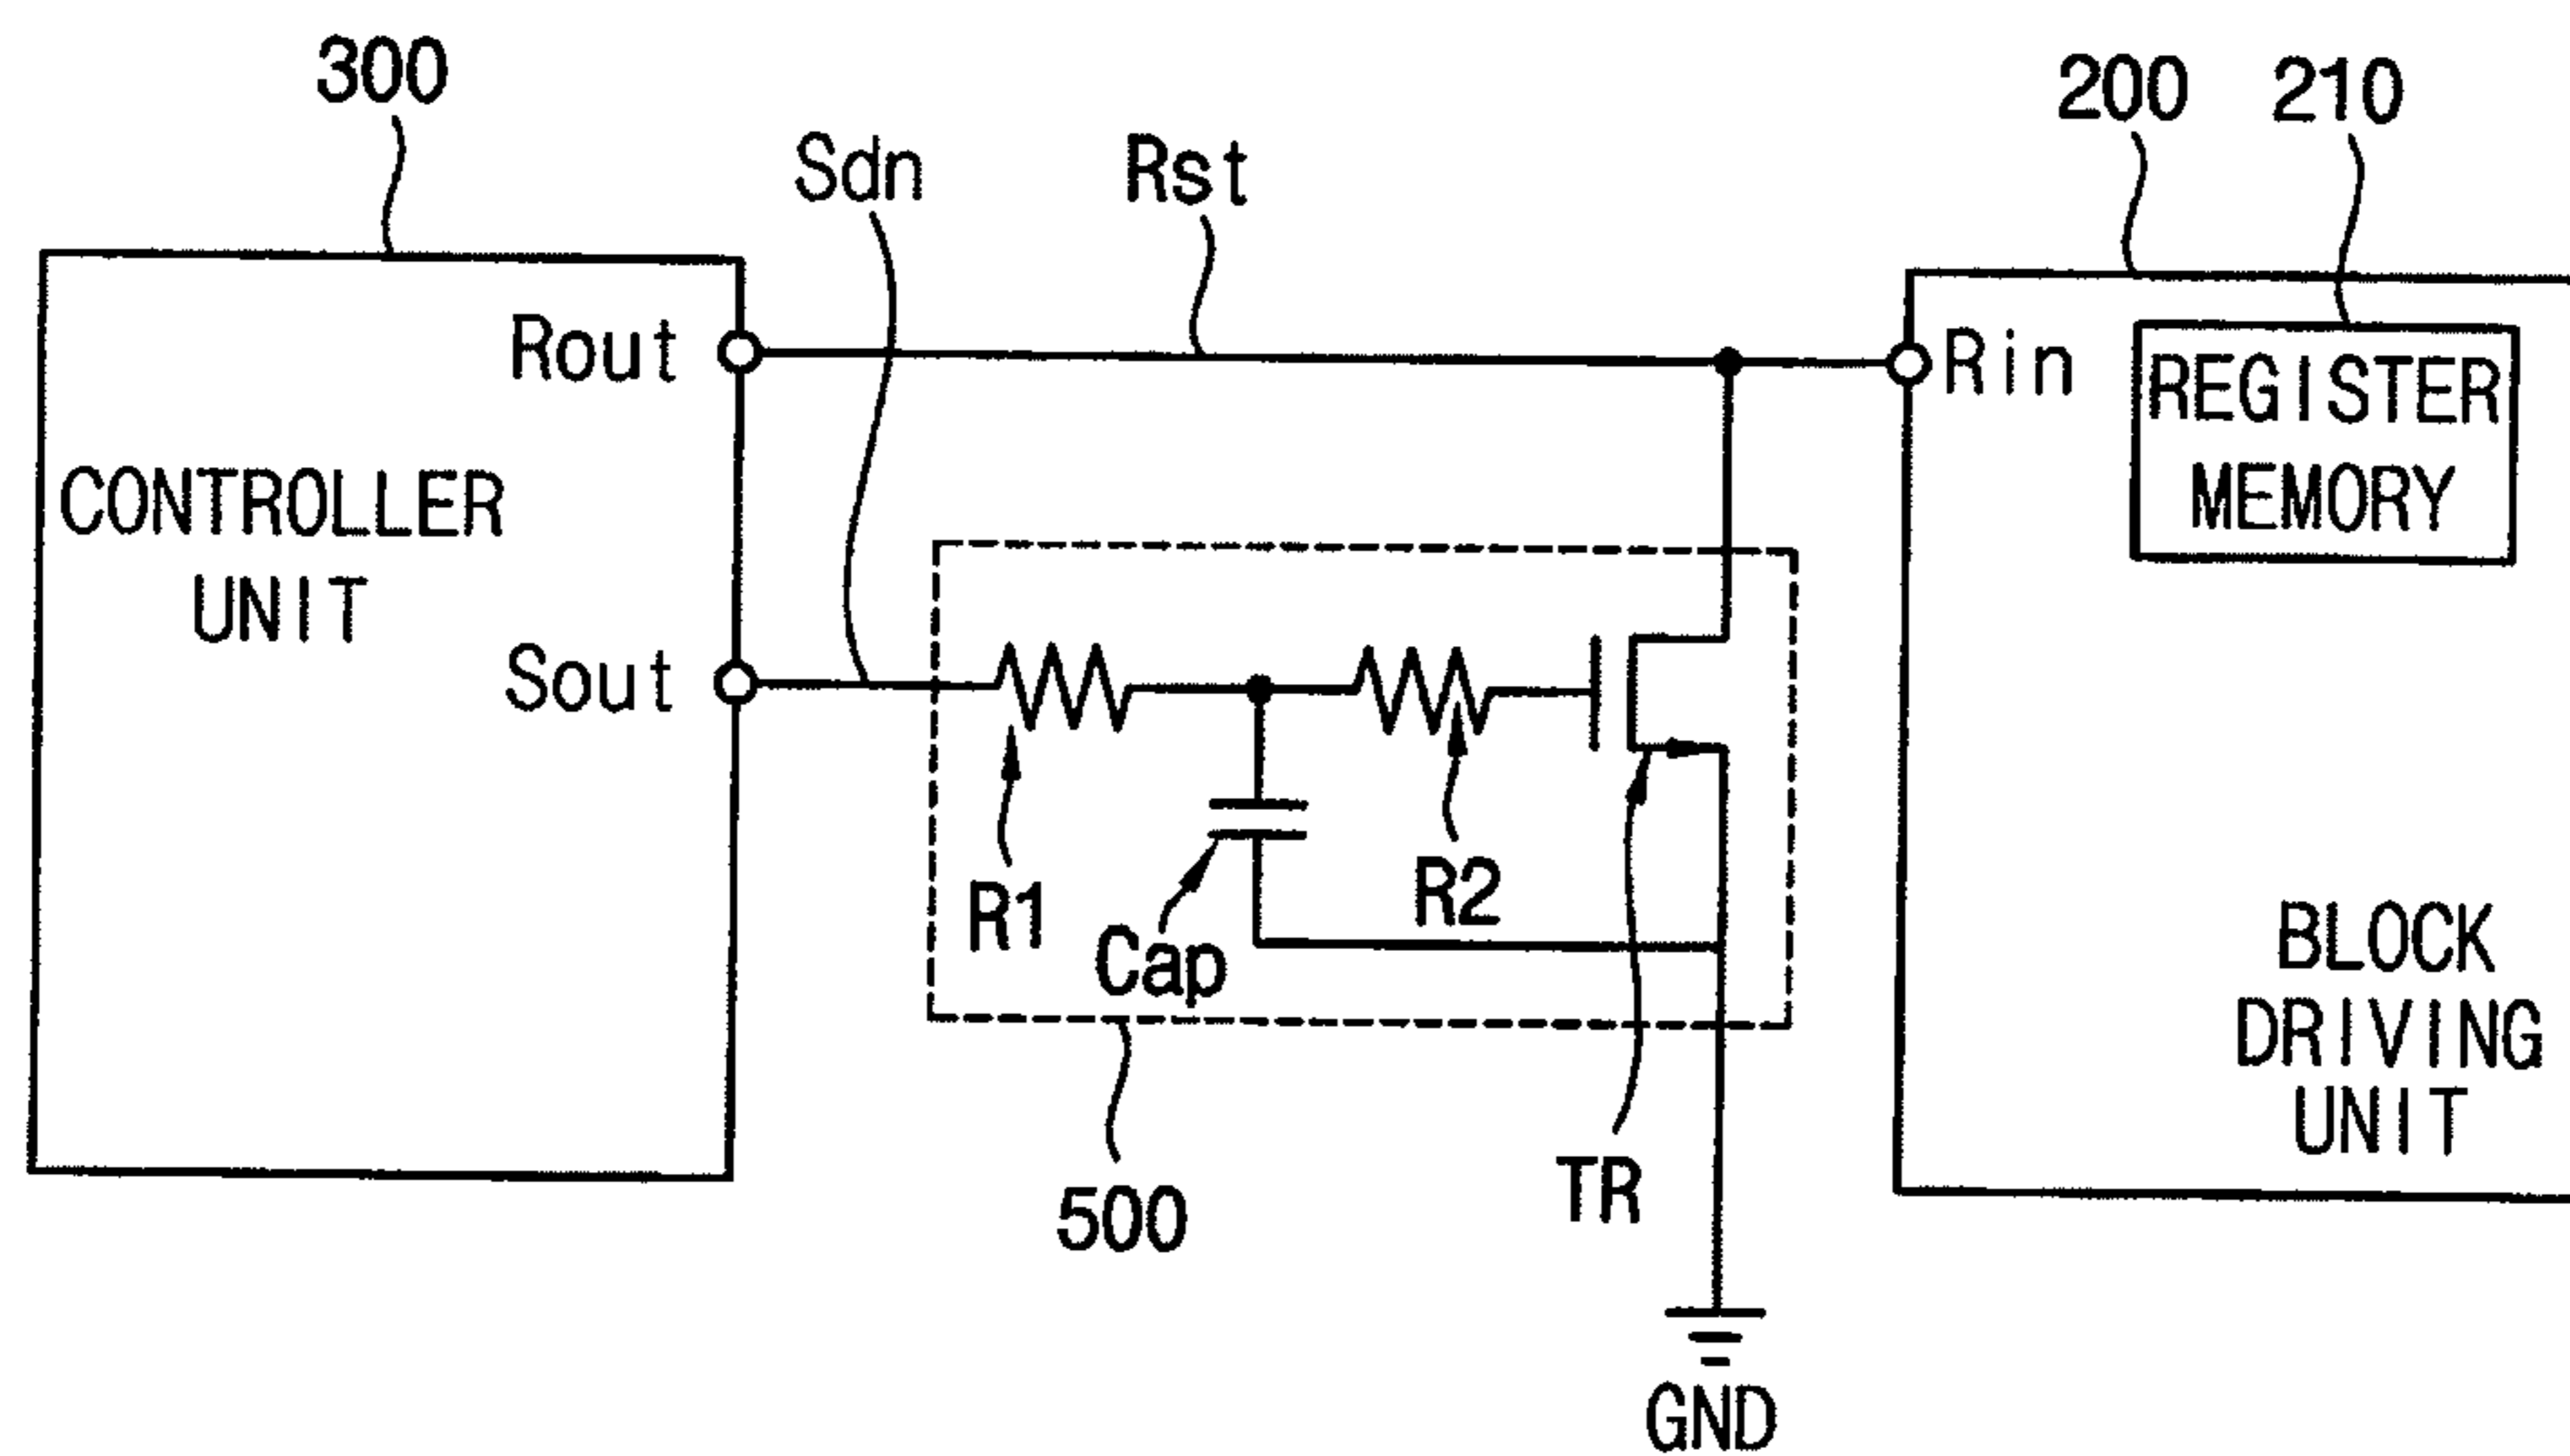 300
200 210
Sdn Rst
Rout
Rin
REGISTER
MEMORY
CONTROLLER
UNIT
Sout
R1
Cap
R2
BLOCK
DRIVING
UNIT
TR
500
GND